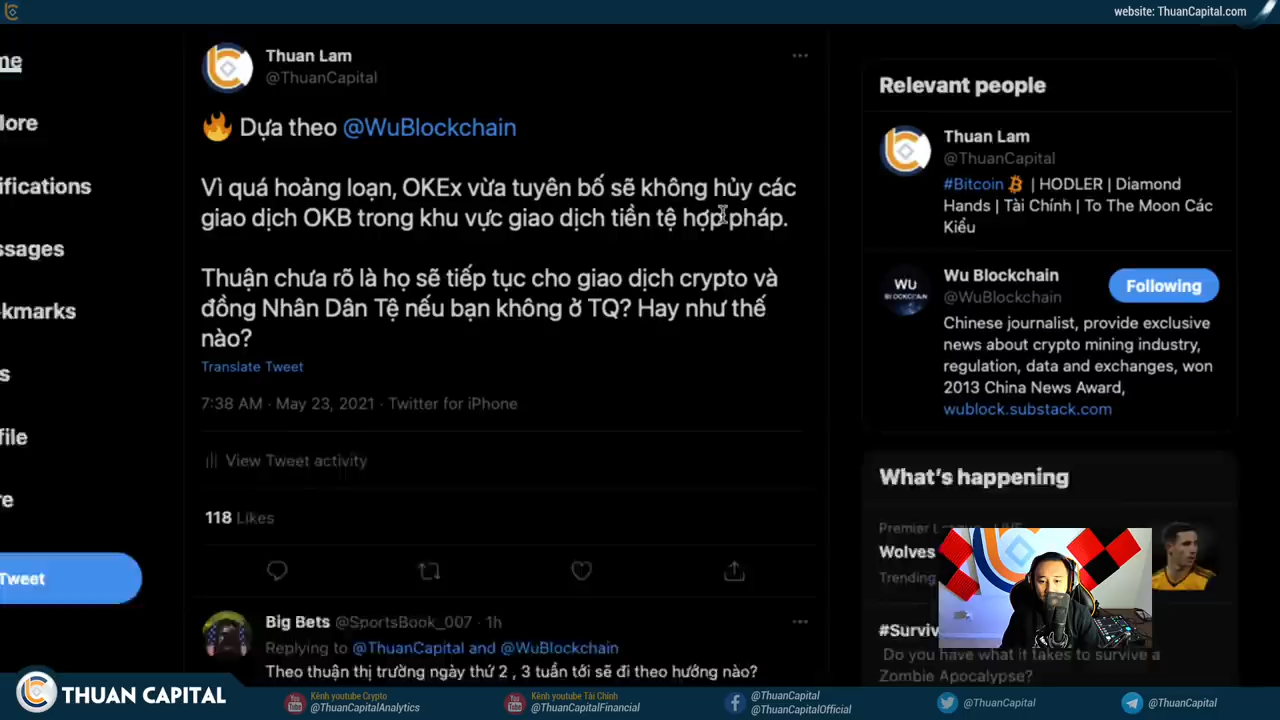 website: ThuanCapital.com
me
lore
ifications
ssages
kmarks
s
file
re
Tweet
Thuan Lam
@ThuanCapital
🔥 Dựa theo @WuBlockchain
Vì quá hoảng loạn, OKEx vừa tuyên bố sẽ không hủy các
giao dịch OKB trong khu vực giao dịch tiền tệ hợp pháp.
Thuận chưa rõ là họ sẽ tiếp tục cho giao dịch crypto và
đồng Nhân Dân Tệ nếu bạn không ở TQ? Hay như thế
nào?
Translate Tweet
7:38 AM · May 23, 2021 · Twitter for iPhone
View Tweet activity
118 Likes
Big Bets @SportsBook_007 · 1h
Replying to @ThuanCapital and @WuBlockchain
Theo thuận thị trường ngày thứ 2 , 3 tuần tới sẽ đi theo hướng nào?
Relevant people
Thuan Lam
@ThuanCapital
#Bitcoin | HODLER | Diamond
Hands | Tài Chính | To The Moon Các
Kiểu
WU
BLOCKCHAIN
Wu Blockchain
@WuBlockchain
Following
Chinese journalist, provide exclusive
news about crypto mining industry,
regulation, data and exchanges, won
2013 China News Award,
wublock.substack.com
What's happening
Premier L
Wolves
Trending
#Surviv
Do you have what it takes to survive a
Zombie Apocalypse?
THUAN CAPITAL
Kênh youtube Crypto
@ThuanCapitalAnalytics
Kênh youtube Tài Chính
@ThuanCapitalFinancial
@ThuanCapital
@ThuanCapitalOfficial
@ThuanCapital
@ThuanCapital